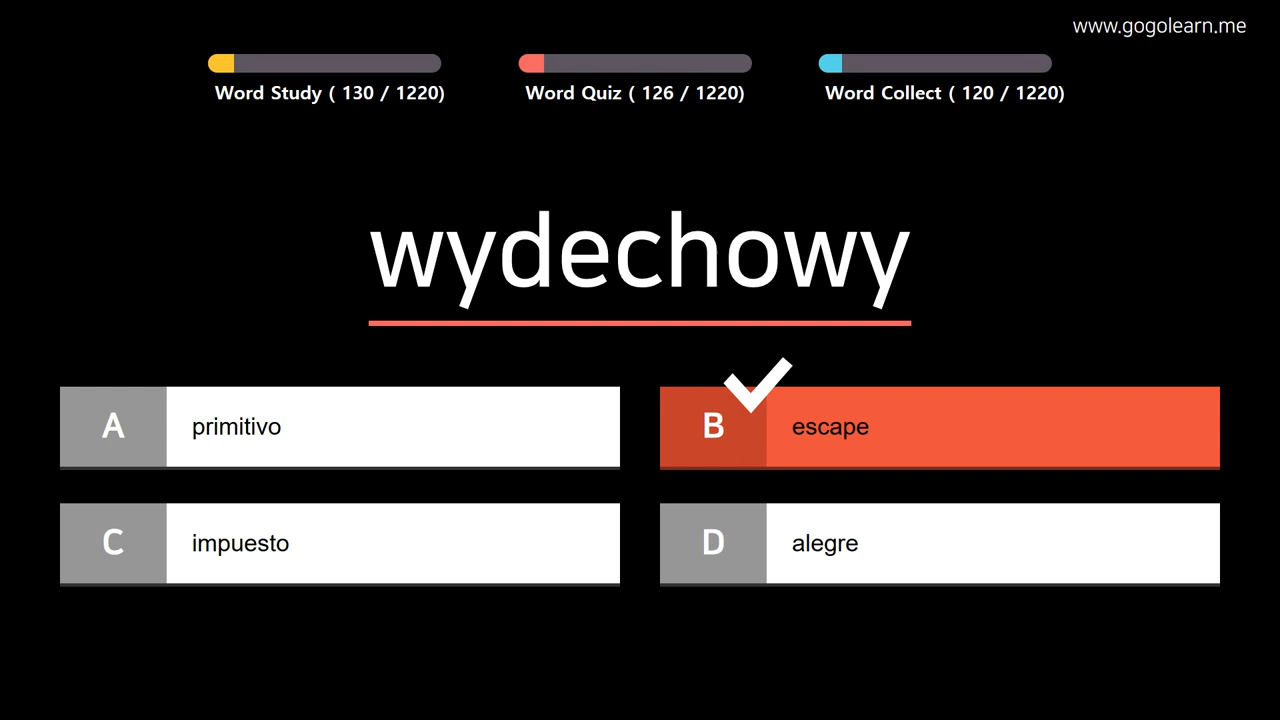 www.gogolearn.me
Word Study ( 130 / 1220)
Word Quiz ( 126 / 1220)
Word Collect ( 120 / 1220)
wydechowy
A
primitivo
B
escape
C
impuesto
D
alegre